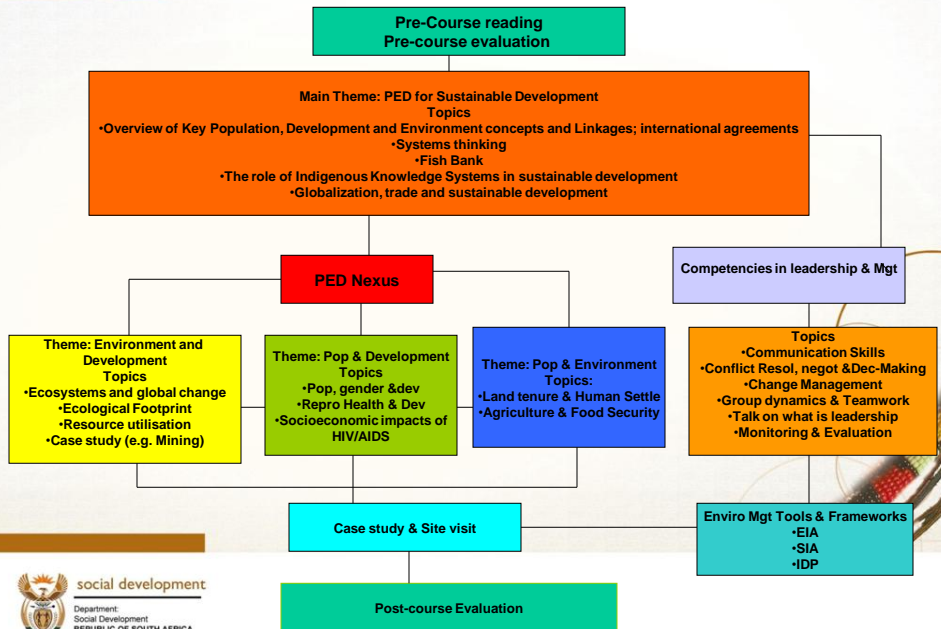 Pre-Course reading
Pre-course evaluation
Main Theme: PED for Sustainable Development
Topics
•Overview of Key Population, Development and Environment concepts and Linkages; international agreements
•Systems thinking
•Fish Bank
•The role of Indigenous Knowledge Systems in sustainable development
•Globalization, trade and sustainable development
PED Nexus
Competencies in leadership & Mgt
Theme: Environment and
Development
Topics
•Ecosystems and global change
•Ecological Footprint
•Resource utilisation
•Case study (e.g. Mining)
Theme: Pop & Development
Topics
•Pop, gender &dev
•Repro Health & Dev
•Socioeconomic impacts of
HIV/AIDS
Theme: Pop & Environment
Topics:
•Land tenure & Human Settle
•Agriculture & Food Security
Topics
•Communication Skills
•Conflict Resol, negot &Dec-Making
•Change Management
•Group dynamics & Teamwork
•Talk on what is leadership
•Monitoring & Evaluation
Case study & Site visit
Enviro Mgt Tools & Frameworks
•EIA
•SIA
•IDP
Post-course Evaluation
social development
Department:
Social Development
REPUBLIC OF SOUTH AFRICA